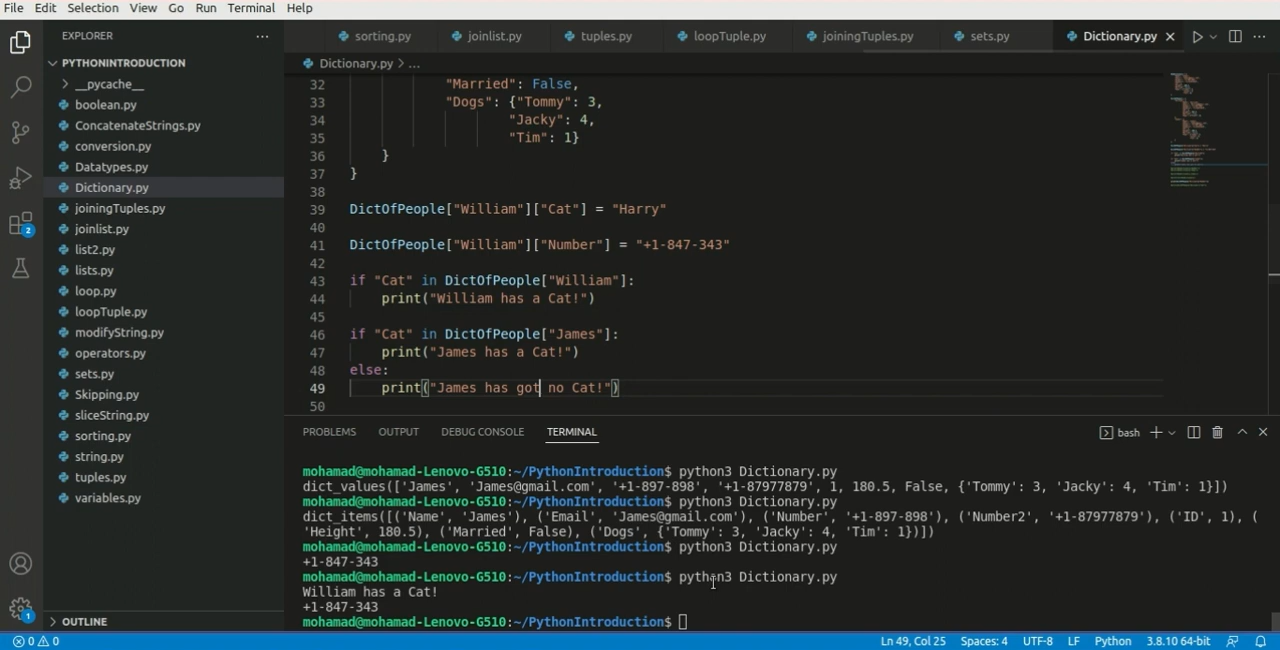 File Edit Selection View Go Run Terminal Help
EXPLORER ...
sorting.py joinlist.py tuples.py loopTuple.py joiningTuples.py sets.py Dictionary.py
PYTHONINTRODUCTION
Dictionary.py > ...
__pycache__
boolean.py
ConcatenateStrings.py
conversion.py
Datatypes.py
Dictionary.py
joiningTuples.py
joinlist.py
list2.py
lists.py
loop.py
loopTuple.py
modifyString.py
operators.py
sets.py
Skipping.py
sliceString.py
sorting.py
string.py
tuples.py
variables.py
OUTLINE
2
1
32 "Married": False,
33 "Dogs": {"Tommy": 3,
34 "Jacky": 4,
35 "Tim": 1}
36 }
37 }
38
39 DictOfPeople["William"]["Cat"] = "Harry"
40
41 DictOfPeople["William"]["Number"] = "+1-847-343"
42
43 if "Cat" in DictOfPeople["William"]:
44 print("William has a Cat!")
45
46 if "Cat" in DictOfPeople["James"]:
47 print("James has a Cat!")
48 else:
49 print("James has got no Cat!")
50
PROBLEMS OUTPUT DEBUG CONSOLE TERMINAL bash
mohamad@mohamad-Lenovo-G510:~/PythonIntroduction$ python3 Dictionary.py
dict_values(['James', 'James@gmail.com', '+1-897-898', '+1-87977879', 1, 180.5, False, {'Tommy': 3, 'Jacky': 4, 'Tim': 1}])
mohamad@mohamad-Lenovo-G510:~/PythonIntroduction$ python3 Dictionary.py
dict_items([('Name', 'James'), ('Email', 'James@gmail.com'), ('Number', '+1-897-898'), ('Number2', '+1-87977879'), ('ID', 1), (
'Height', 180.5), ('Married', False), ('Dogs', {'Tommy': 3, 'Jacky': 4, 'Tim': 1})])
mohamad@mohamad-Lenovo-G510:~/PythonIntroduction$ python3 Dictionary.py
+1-847-343
mohamad@mohamad-Lenovo-G510:~/PythonIntroduction$ python3 Dictionary.py
William has a Cat!
+1-847-343
mohamad@mohamad-Lenovo-G510:~/PythonIntroduction$
0 0 Ln 49, Col 25 Spaces: 4 UTF-8 LF Python 3.8.10 64-bit